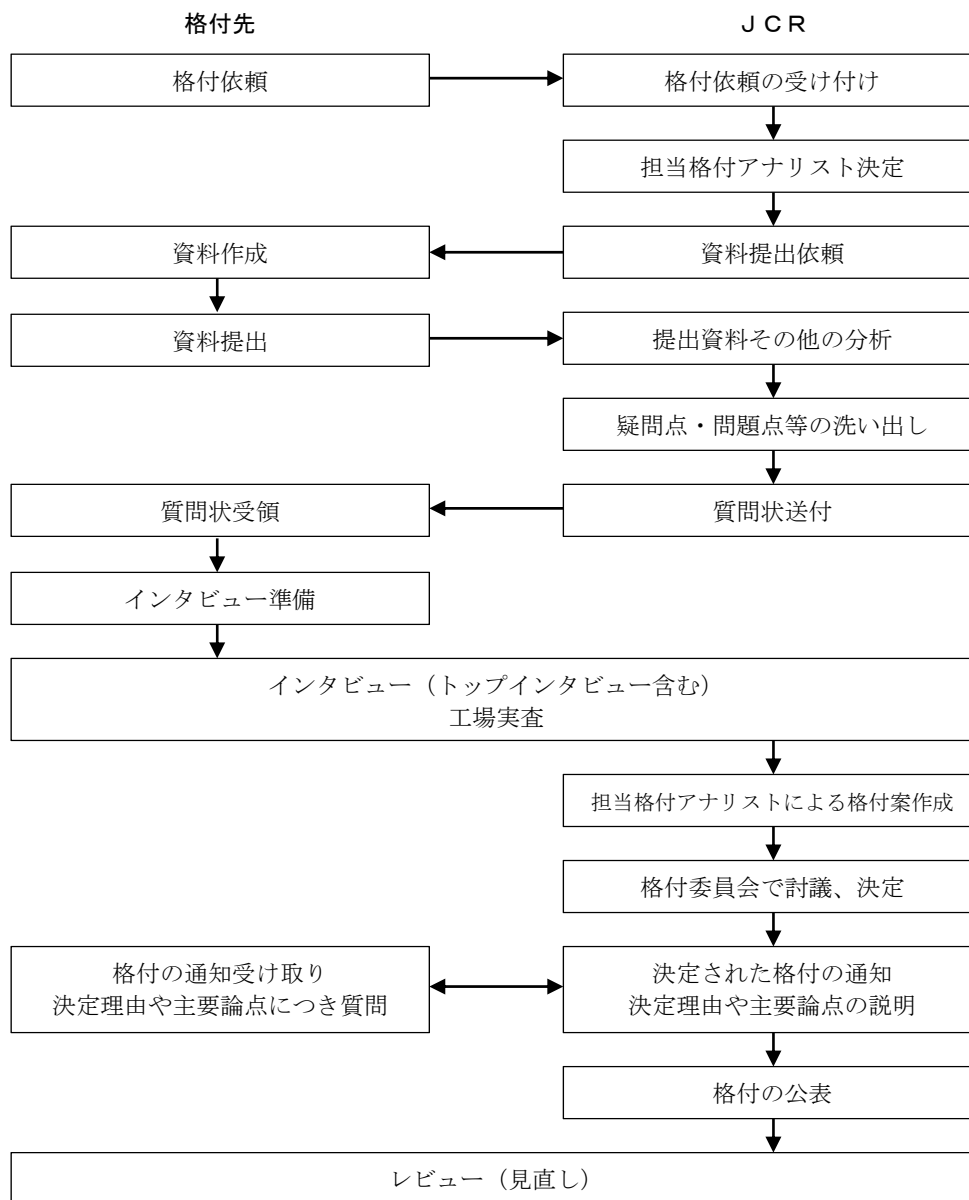 格付先
ＪＣＲ
格付依頼
格付依頼の受け付け
担当格付アナリスト決定
資料作成
資料提出依頼
資料提出
提出資料その他の分析
疑問点・問題点等の洗い出し
質問状受領
質問状送付
インタビュー準備
インタビュー（トップインタビュー含む）
工場実査
担当格付アナリストによる格付案作成
格付委員会で討議、決定
格付の通知受け取り
決定理由や主要論点につき質問
決定された格付の通知
決定理由や主要論点の説明
格付の公表
レビュー（見直し）